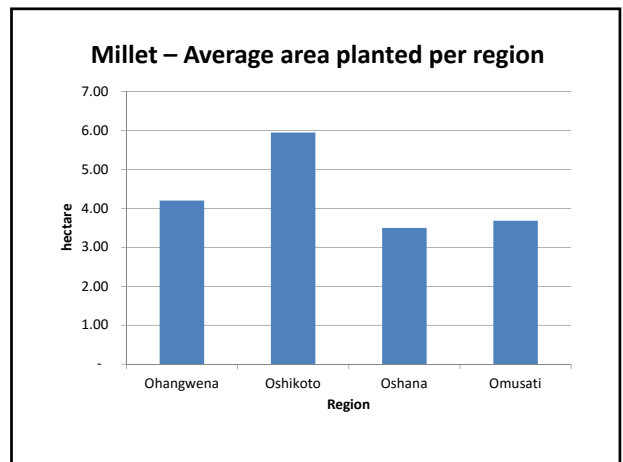 Millet – Average area planted per region
7.00
6.00
5.00
4.00
3.00
2.00
1.00
-
hectare
Ohangwena Oshikoto Oshana Omusati
Region